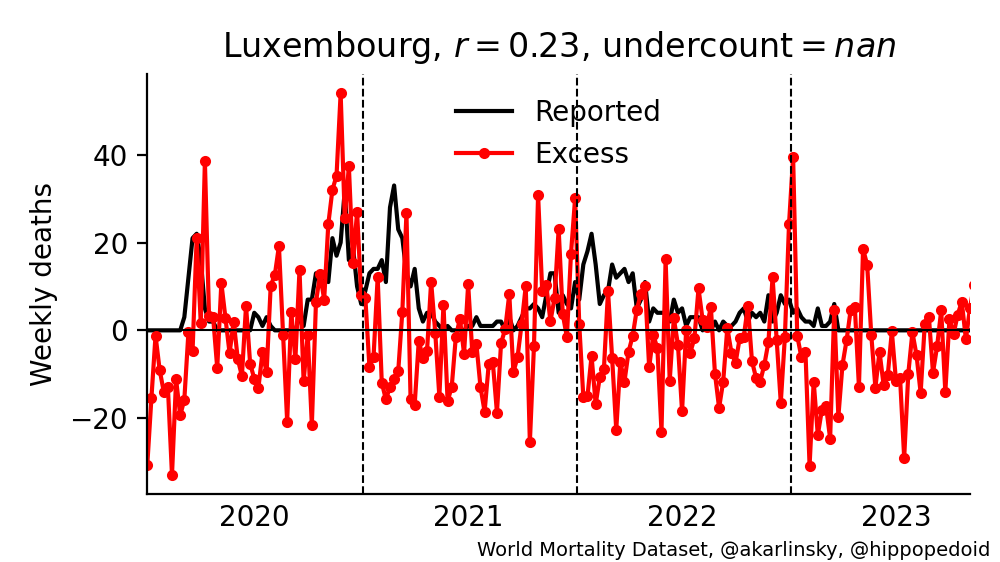 Luxembourg, r = 0.23, undercount = nan
Weekly deaths
Reported
Excess
40
20
0
−20
2020 2021 2022 2023
World Mortality Dataset, @akarlinsky, @hippopedoid